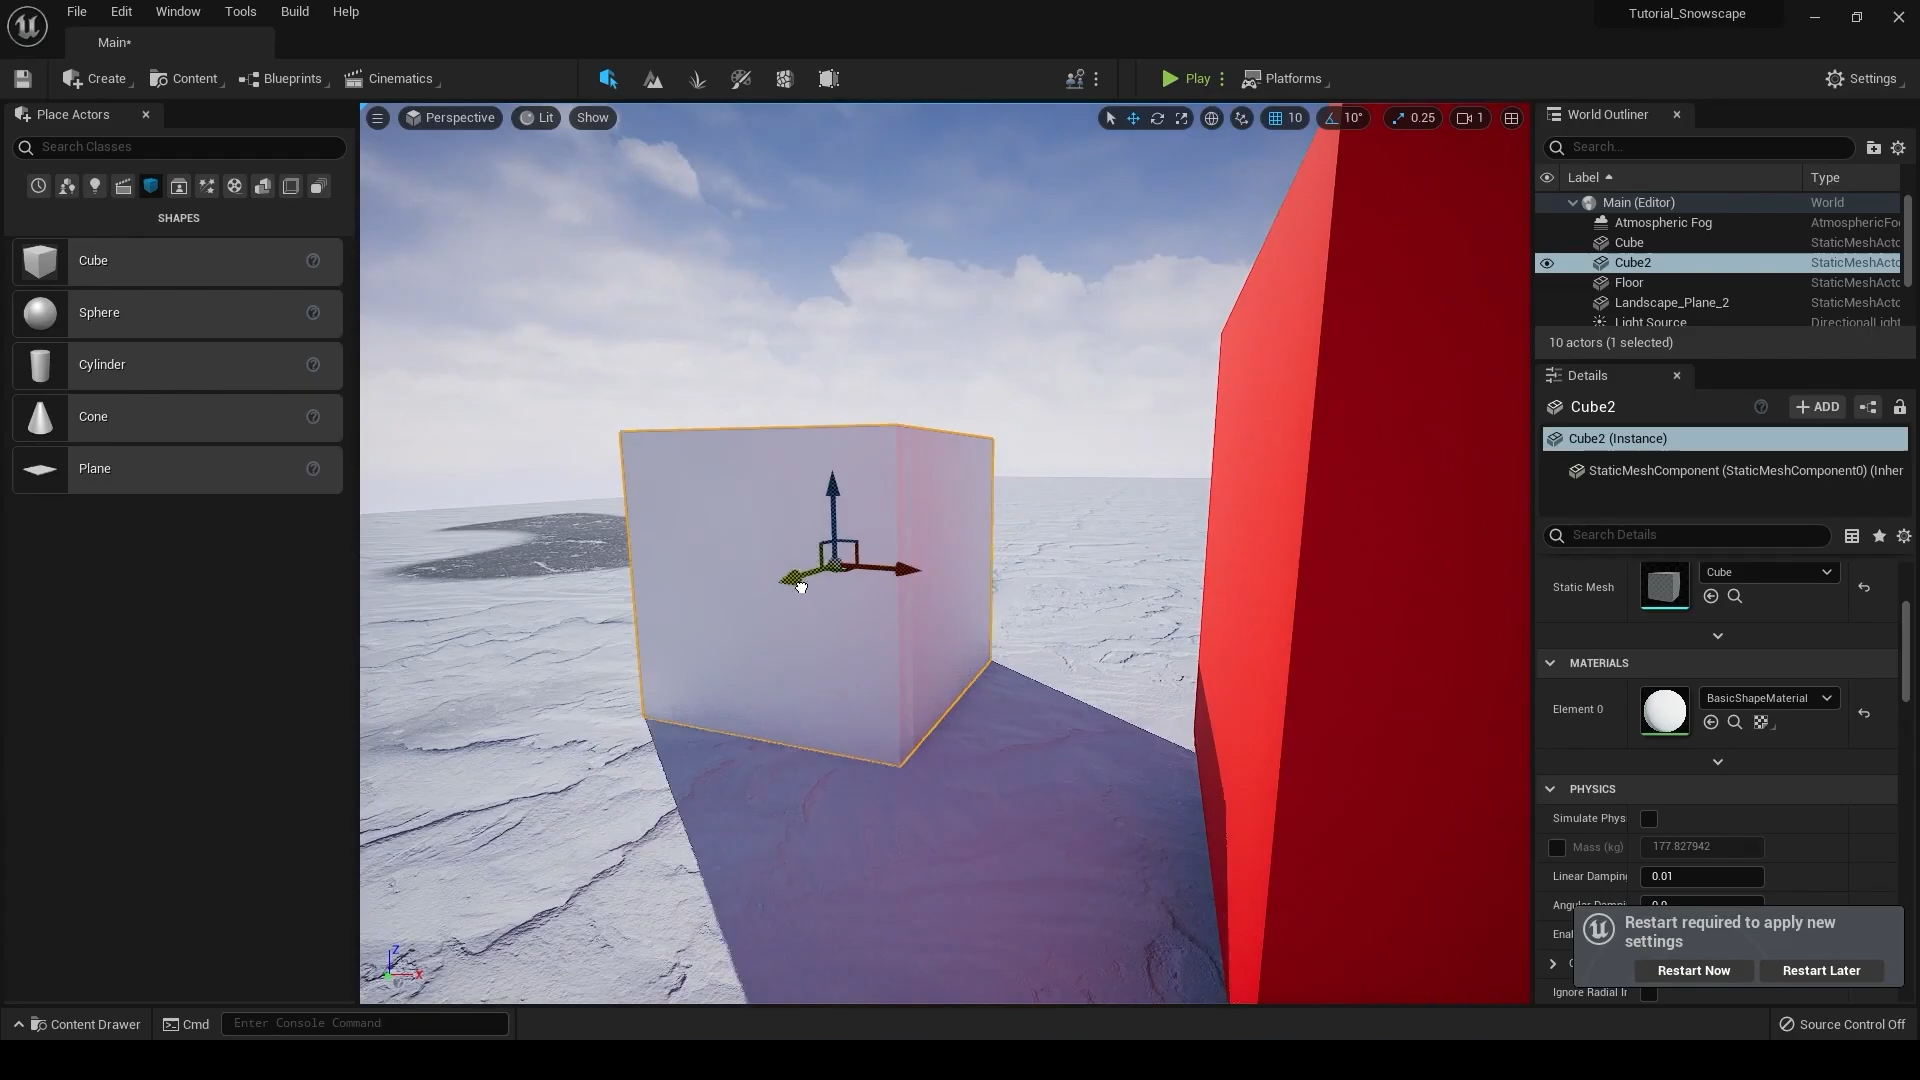 File Edit Window Tools Build Help
Tutorial_Snowscape
Main*
Create Content Blueprints Cinematics
Play Platforms
Settings
Place Actors
Search Classes
SHAPES
Cube
Sphere
Cylinder
Cone
Plane
Perspective Lit Show
10 10° 0.25 1
Z
X
World Outliner
Search...
Label Type
Main (Editor) World
Atmospheric Fog AtmosphericFo
Cube StaticMeshActo
Cube2 StaticMeshActo
Floor StaticMeshActo
Landscape_Plane_2 StaticMeshActo
Light Source DirectionalLight
10 actors (1 selected)
Details
Cube2
ADD
Cube2 (Instance)
StaticMeshComponent (StaticMeshComponent0) (Inher
Search Details
Static Mesh Cube
MATERIALS
Element 0 BasicShapeMaterial
PHYSICS
Simulate Phys
Mass (kg) 177.827942
Linear Damping 0.01
Ena
Restart required to apply new
settings
Restart Now Restart Later
Ignore Radial I
Content Drawer Cmd Enter Console Command
Source Control Off